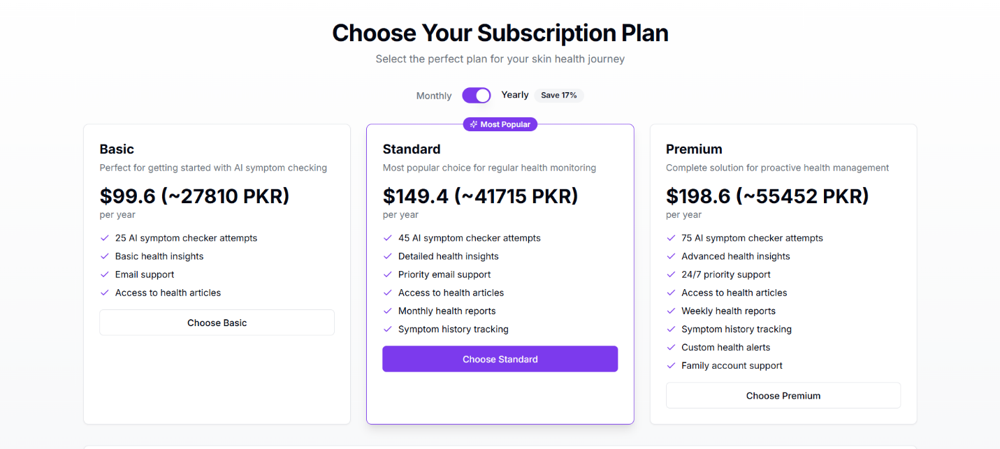 Choose Your Subscription Plan
Select the perfect plan for your skin health journey
Monthly Yearly Save 17%
Basic
Perfect for getting started with AI symptom checking
$99.6 (~27810 PKR)
per year
25 AI symptom checker attempts
Basic health insights
Email support
Access to health articles
Choose Basic
Most Popular
Standard
Most popular choice for regular health monitoring
$149.4 (~41715 PKR)
per year
45 AI symptom checker attempts
Detailed health insights
Priority email support
Access to health articles
Monthly health reports
Symptom history tracking
Choose Standard
Premium
Complete solution for proactive health management
$198.6 (~55452 PKR)
per year
75 AI symptom checker attempts
Advanced health insights
24/7 priority support
Access to health articles
Weekly health reports
Symptom history tracking
Custom health alerts
Family account support
Choose Premium